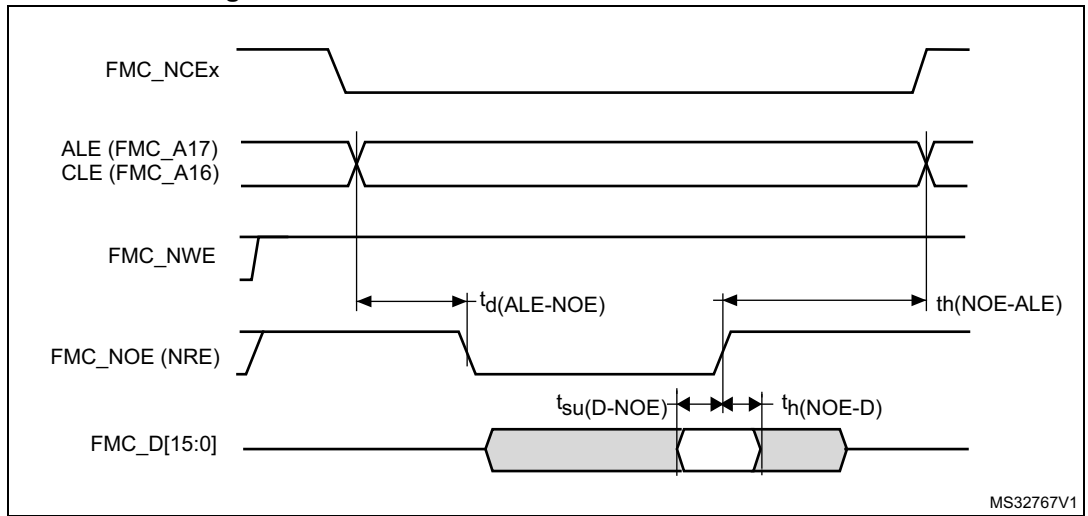 FMC_NCEx
ALE (FMC_A17)
CLE (FMC_A16)
FMC_NWE
td(ALE-NOE)
th(NOE-ALE)
FMC_NOE (NRE)
tsu(D-NOE)
th(NOE-D)
FMC_D[15:0]
MS32767V1